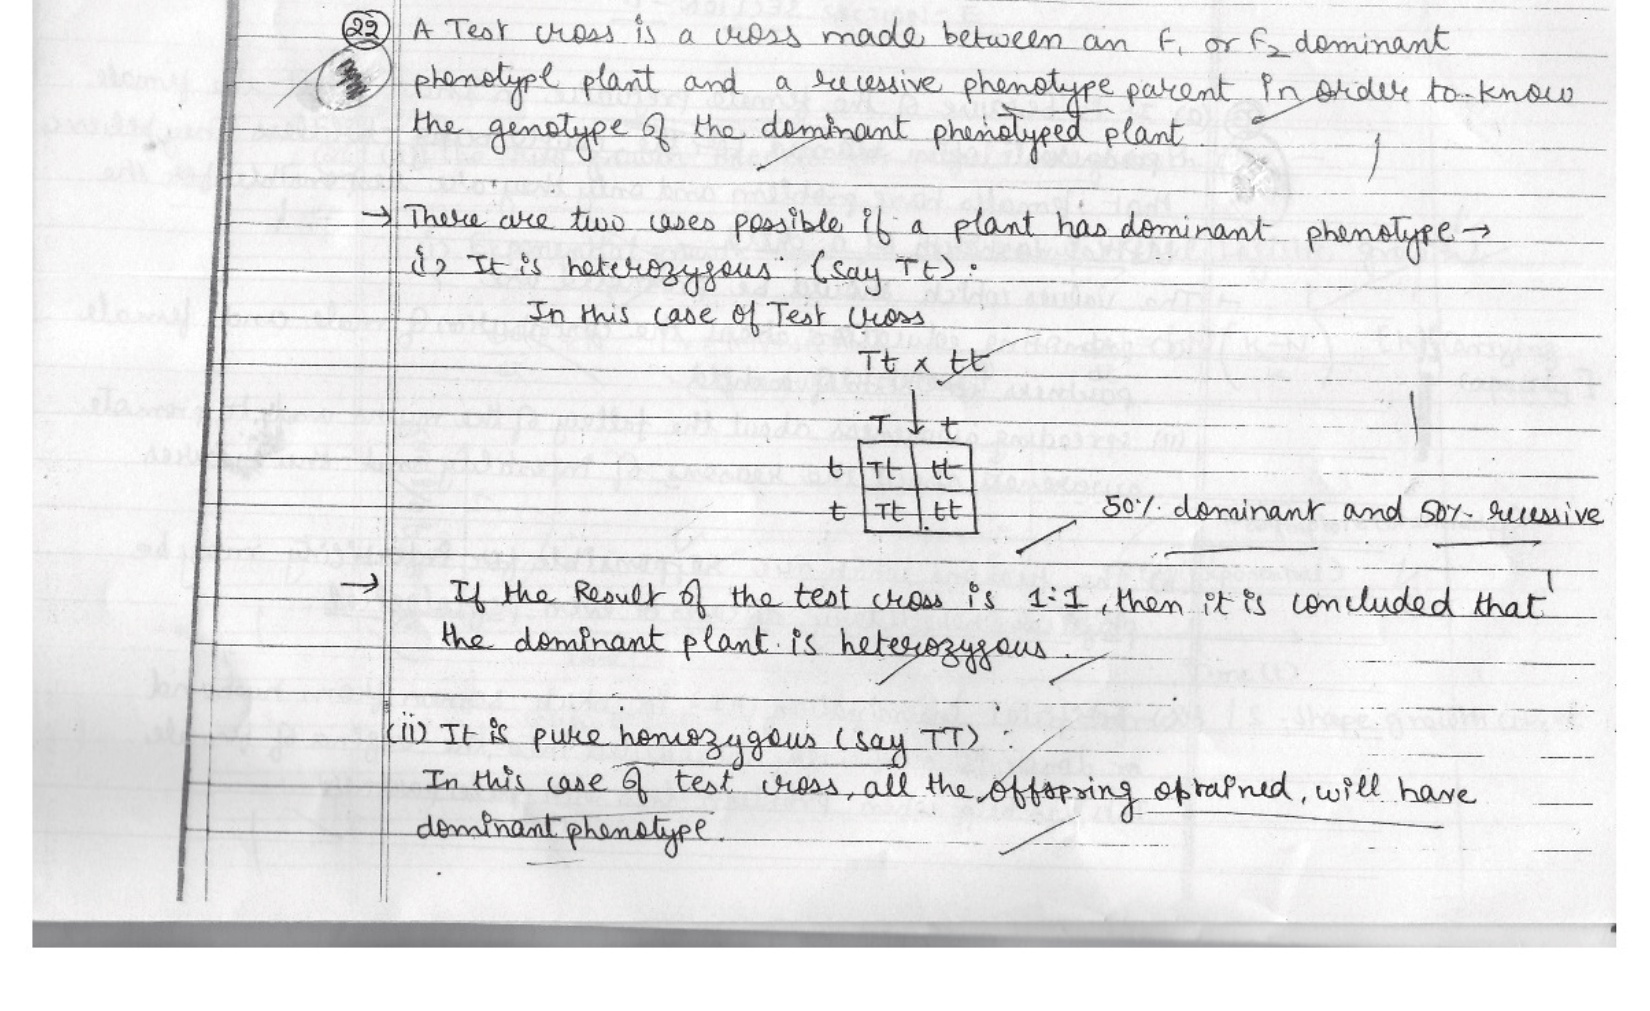 22 A Test cross is a cross made between an F1 or F2 dominant
phenotype plant and a recessive phenotype parent in order to know
the genotype of the dominant phenotyped plant.
→ There are two cases possible if a plant has dominant phenotype →
i) It is heterozygous (say Tt):
In this case of Test cross
Tt x tt
T t
t Tt tt
t Tt tt
50% dominant and 50% recessive
→ If the Result of the test cross is 1:1, then it is concluded that
the dominant plant is heterozygous.
(ii) It is pure homozygous (say TT):
In this case of test cross, all the offspring obtained, will have
dominant phenotype.